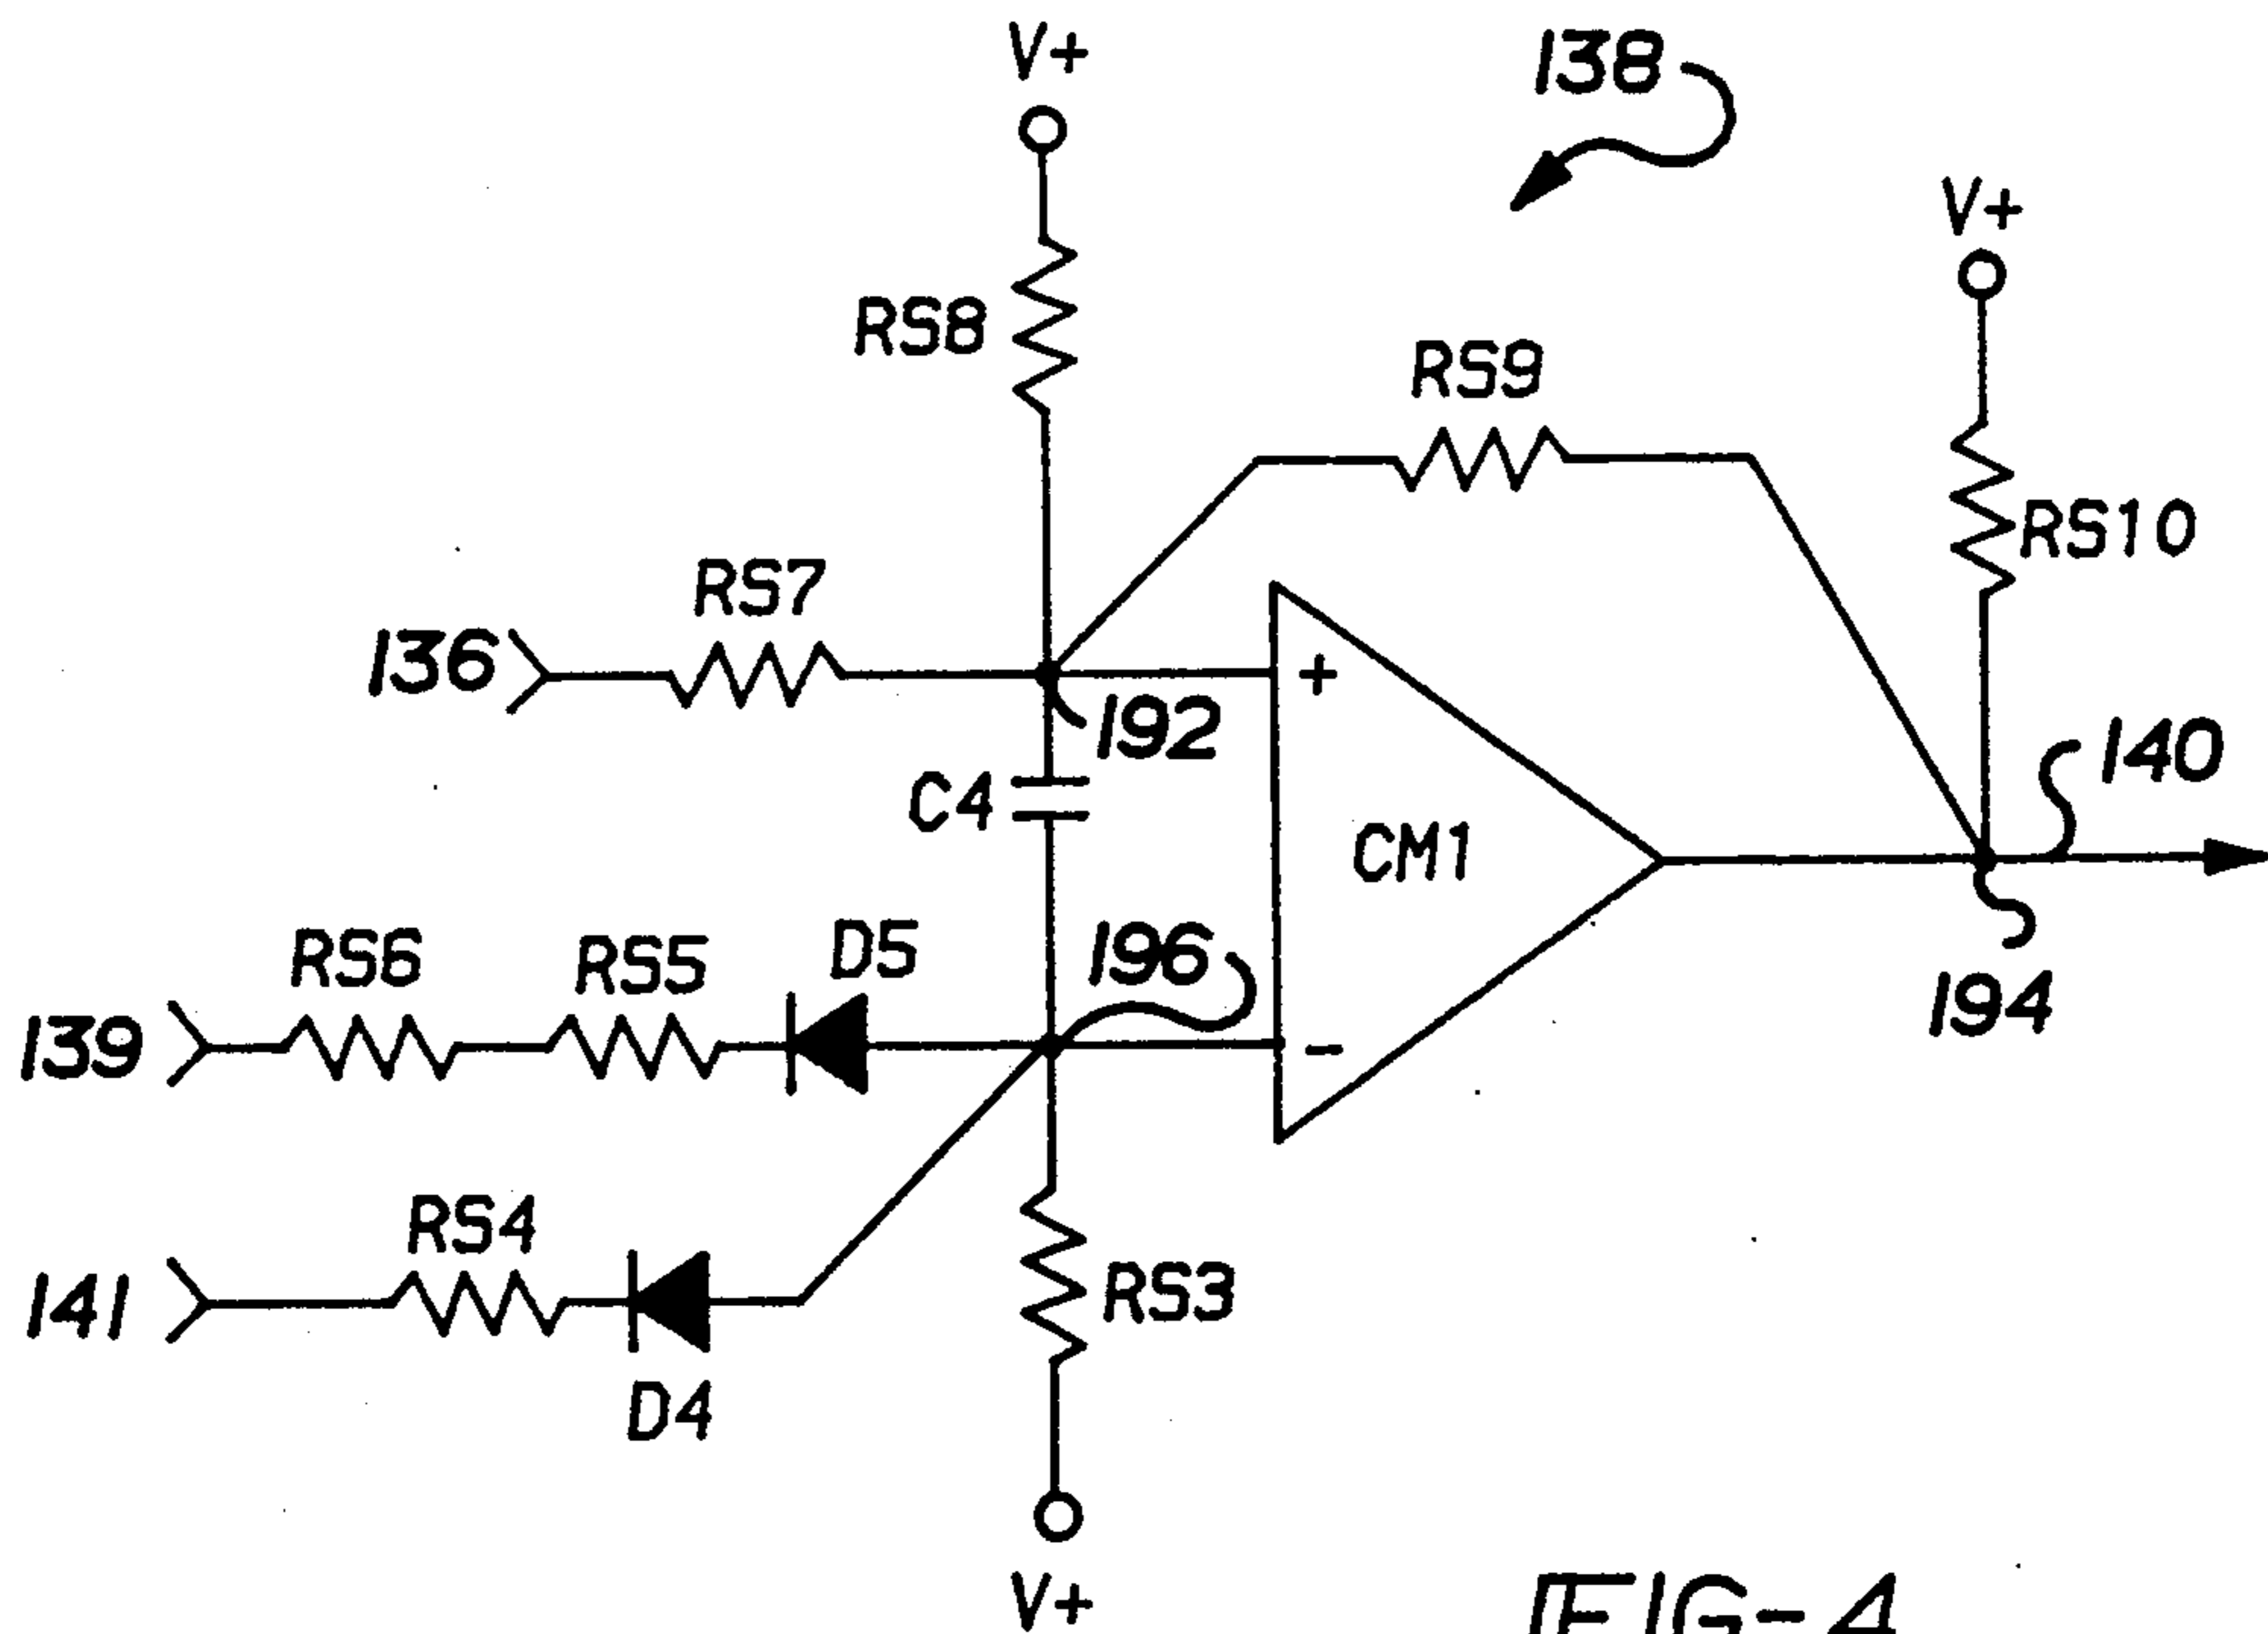 V+
138
V+
RS8
RS9
RS10
RS7
136
+
192
140
C4
CM1
RS6
RS5
D5
196
139
-
194
RS4
141
RS3
D4
V+
FIG-4